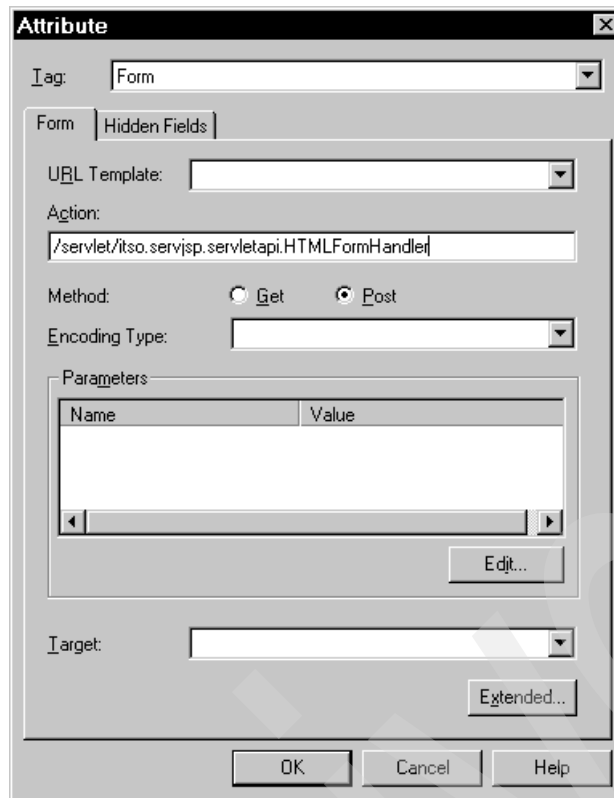 Attribute
Tag: Form
Form Hidden Fields
URL Template:
Action:
/servlet/itso.servjsp.servletapi.HTMLFormHandler
Method: Get Post
Encoding Type:
Parameters
Name Value
Edit...
Target:
Extended...
OK Cancel Help